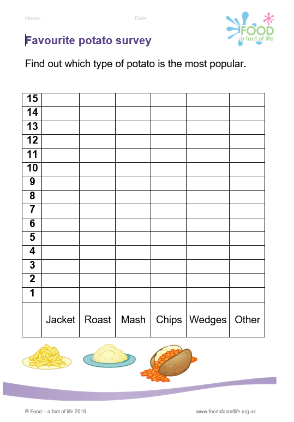 Name: Date:
FOOD
a fact of life
Favourite potato survey
Find out which type of potato is the most popular.
15
14
13
12
11
10
9
8
7
6
5
4
3
2
1
Jacket Roast Mash Chips Wedges Other
© Food – a fact of life 2019
www.foodafactoflife.org.uk